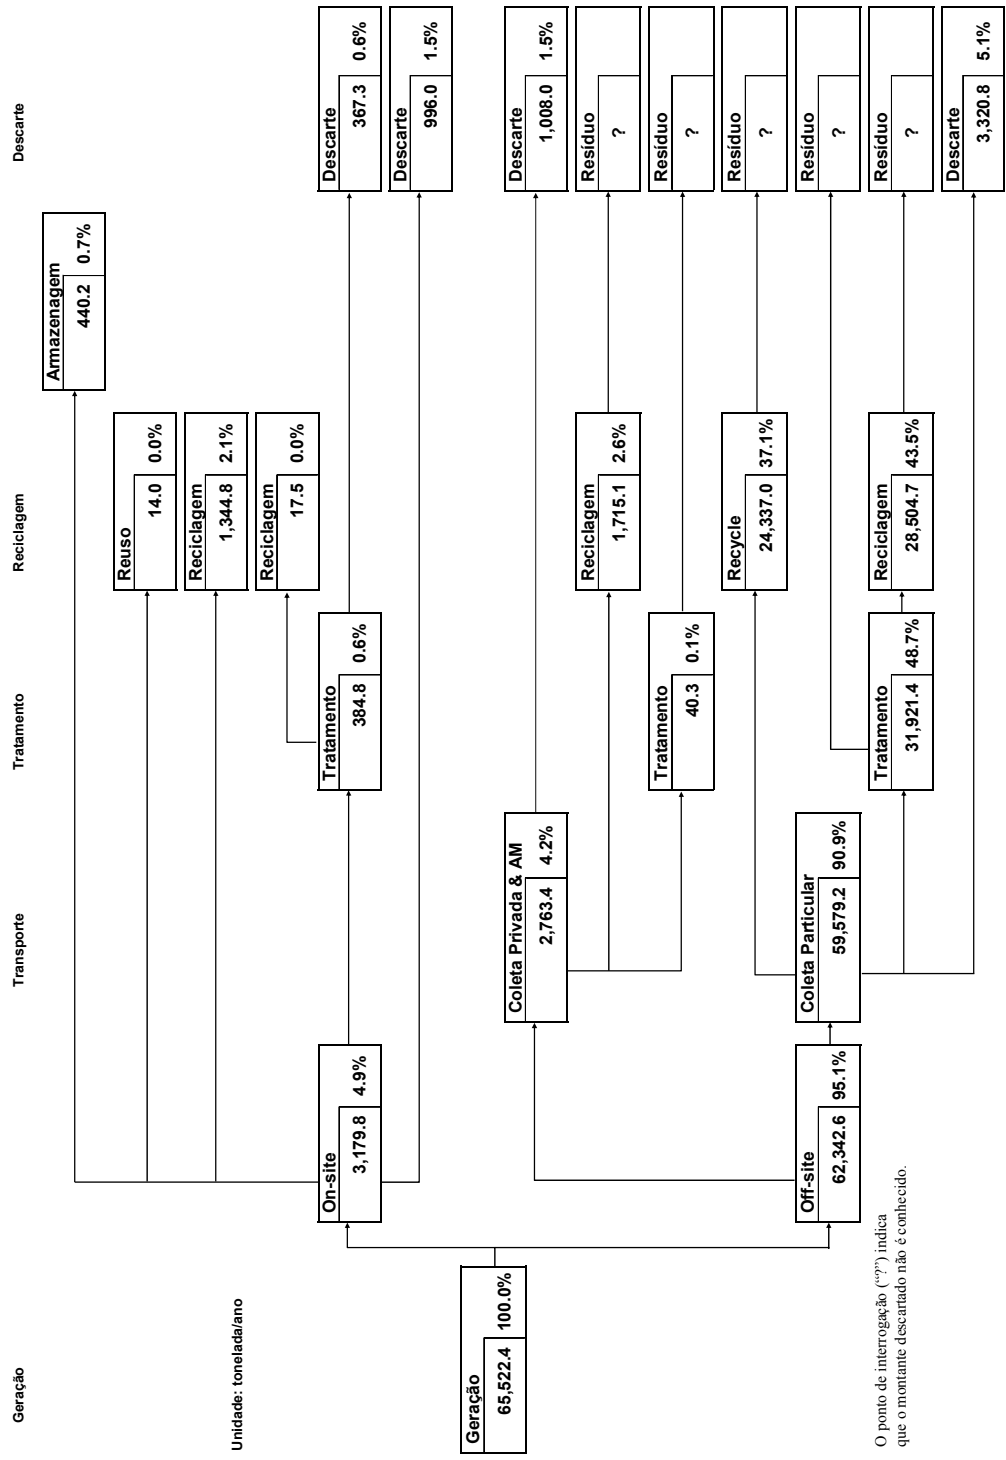 Geração
Transporte
Tratamento
Reciclagem
Descarte
Unidade: tonelada/ano
Armazenagem
440.2 0.7%
Reuso
14.0 0.0%
Reciclagem
1,344.8 2.1%
Reciclagem
17.5 0.0%
On-site
3,179.8 4.9%
Tratamento
384.8 0.6%
Descarte
367.3 0.6%
Descarte
996.0 1.5%
Geração
65,522.4 100.0%
Coleta Privada & AM
2,763.4 4.2%
Descarte
1,008.0 1.5%
Reciclagem
1,715.1 2.6%
Resíduo
?
Tratamento
40.3 0.1%
Resíduo
?
Recycle
24,337.0 37.1%
Resíduo
?
Off-site
62,342.6 95.1%
Coleta Particular
59,579.2 90.9%
Resíduo
?
Tratamento
31,921.4 48.7%
Reciclagem
28,504.7 43.5%
Resíduo
?
Descarte
3,320.8 5.1%
O ponto de interrogação (“?”) indica
que o montante descartado não é conhecido.